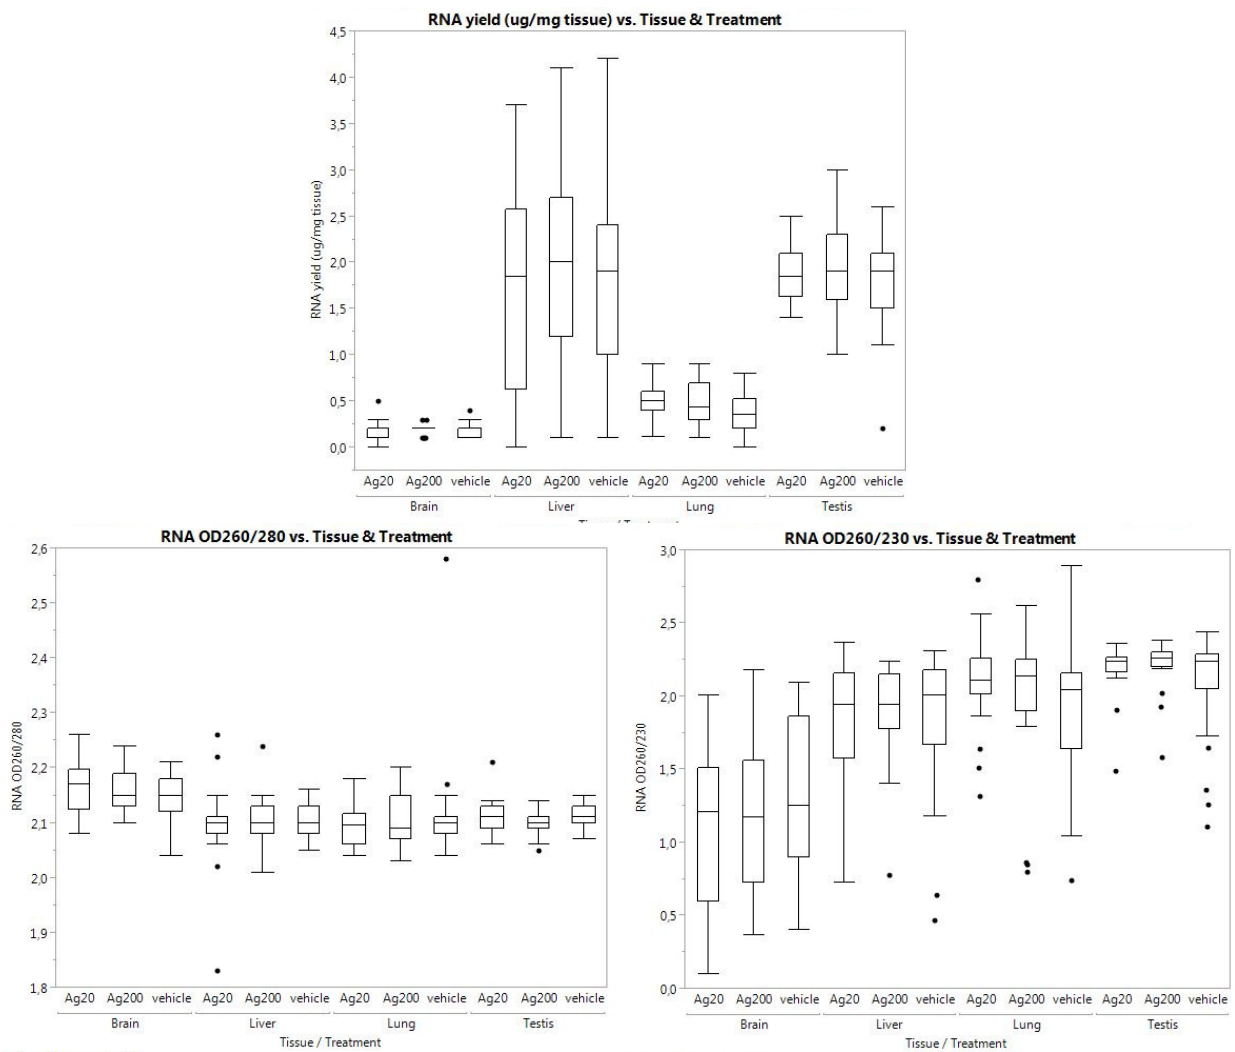 RNA yield (ug/mg tissue) vs. Tissue & Treatment
RNA yield (ug/mg tissue)
4,5
4,0
3,5
3,0
2,5
2,0
1,5
1,0
0,5
0,0
Ag20 Ag200 vehicle Ag20 Ag200 vehicle Ag20 Ag200 vehicle Ag20 Ag200 vehicle
Brain Liver Lung Testis
Tissue / Treatment
RNA OD260/280 vs. Tissue & Treatment
RNA OD260/280
2,6
2,5
2,4
2,3
2,2
2,1
2,0
1,9
1,8
Ag20 Ag200 vehicle Ag20 Ag200 vehicle Ag20 Ag200 vehicle Ag20 Ag200 vehicle
Brain Liver Lung Testis
Tissue / Treatment
RNA OD260/230 vs. Tissue & Treatment
RNA OD260/230
3,0
2,5
2,0
1,5
1,0
0,5
0,0
Ag20 Ag200 vehicle Ag20 Ag200 vehicle Ag20 Ag200 vehicle Ag20 Ag200 vehicle
Brain Liver Lung Testis
Tissue / Treatment